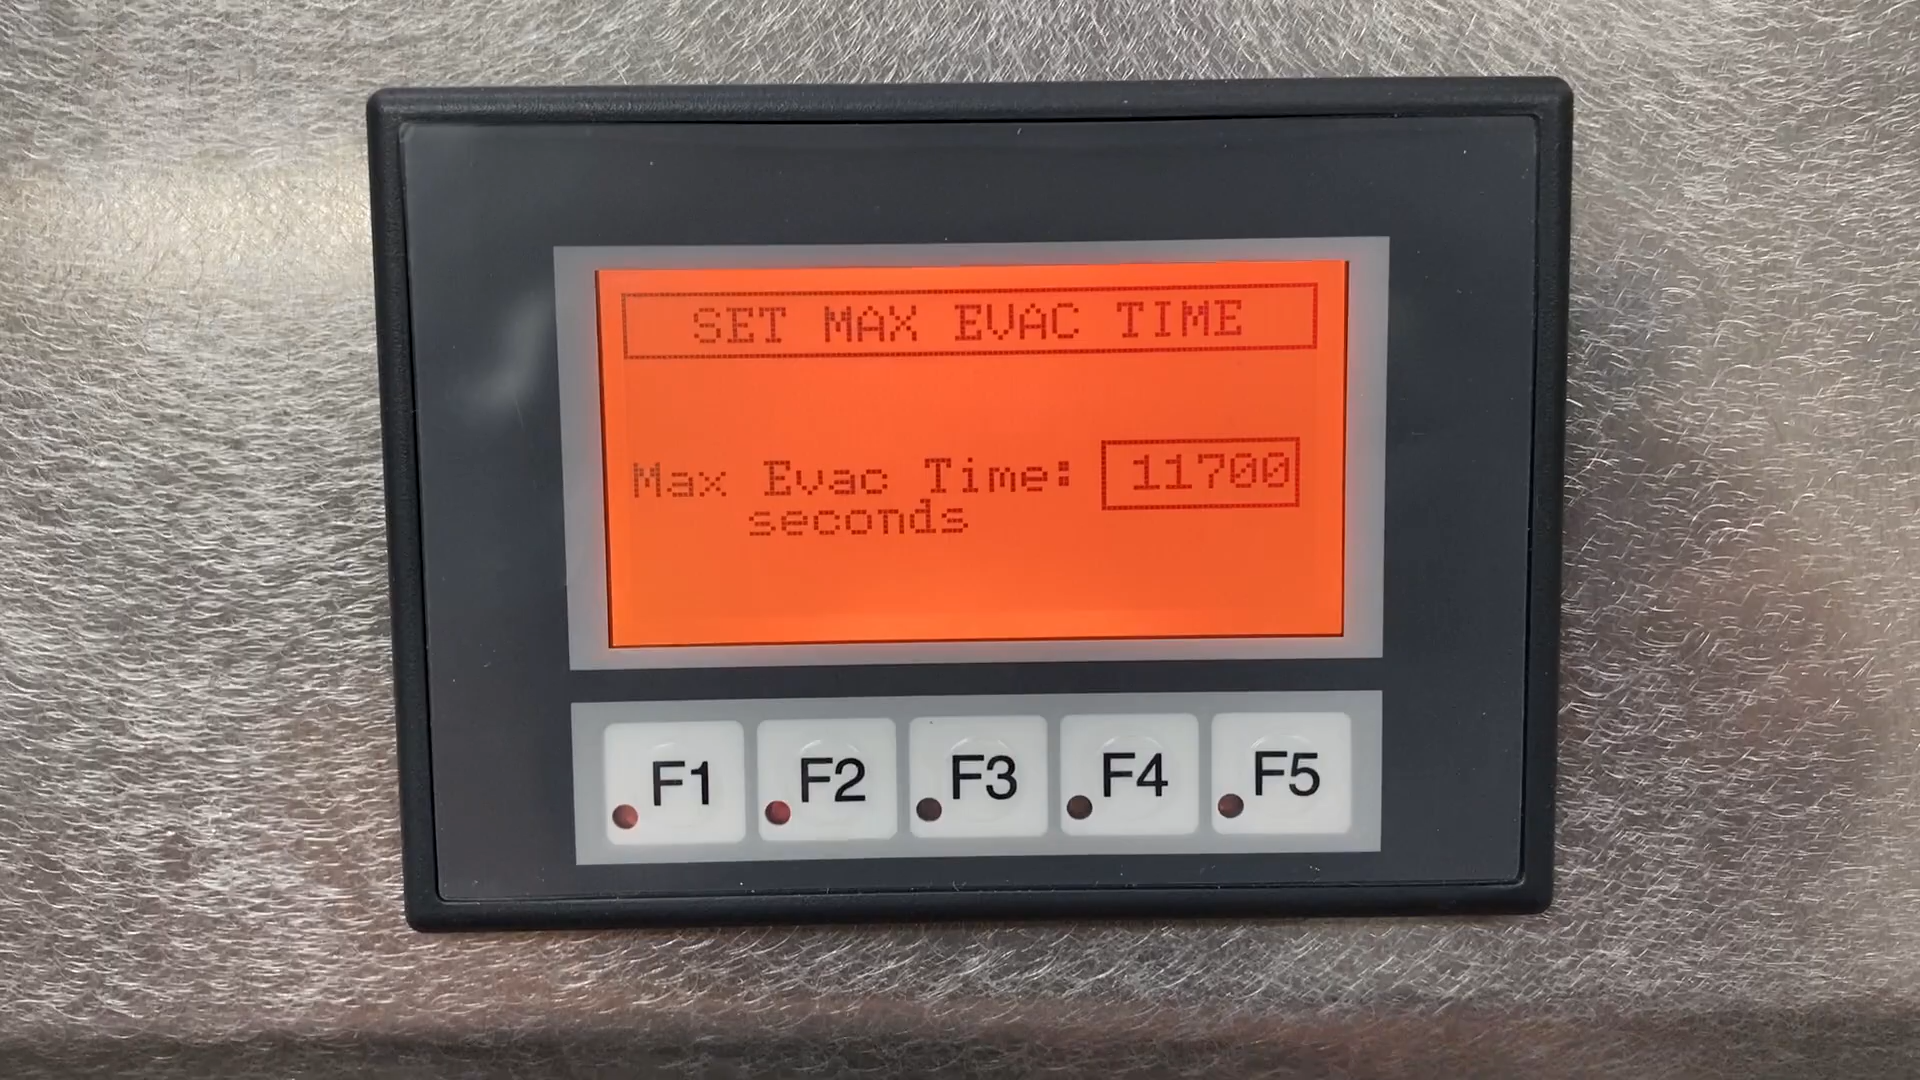 SET MAX EVAC TIME
Max Evac Time: 11700
seconds
F1 F2 F3 F4 F5